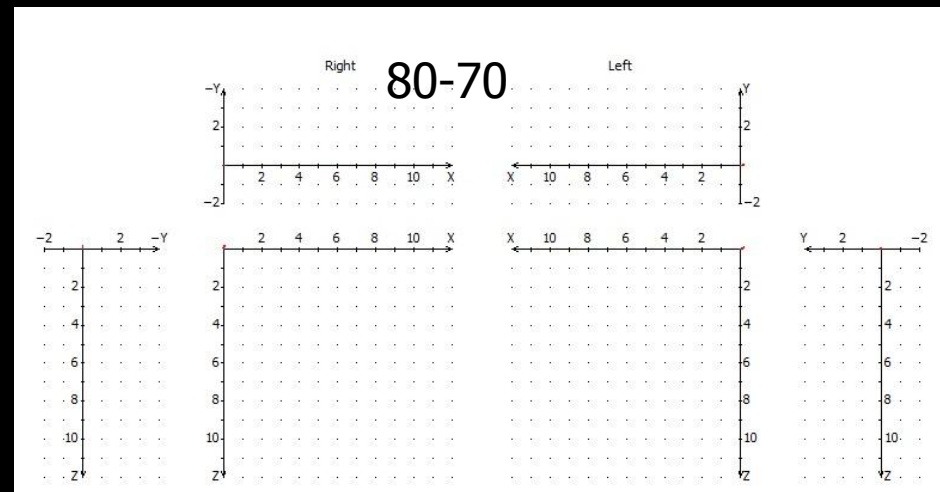 Right 80-70 Left
-Y Y
2 2
2 4 6 8 10 X X 10 8 6 4 2
-2 -2
-2 2 -Y 2 4 6 8 10 X X 10 8 6 4 2 Y 2 -2
2 2 2 2
4 4 4 4
6 6 6 6
8 8 8 8
10 10 10 10
Z Z Z Z